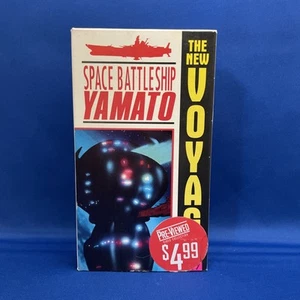 SPACE BATTLESHIP
YAMATO
THE
NEW
VOYAG
PRE-VIEWED
$4.99